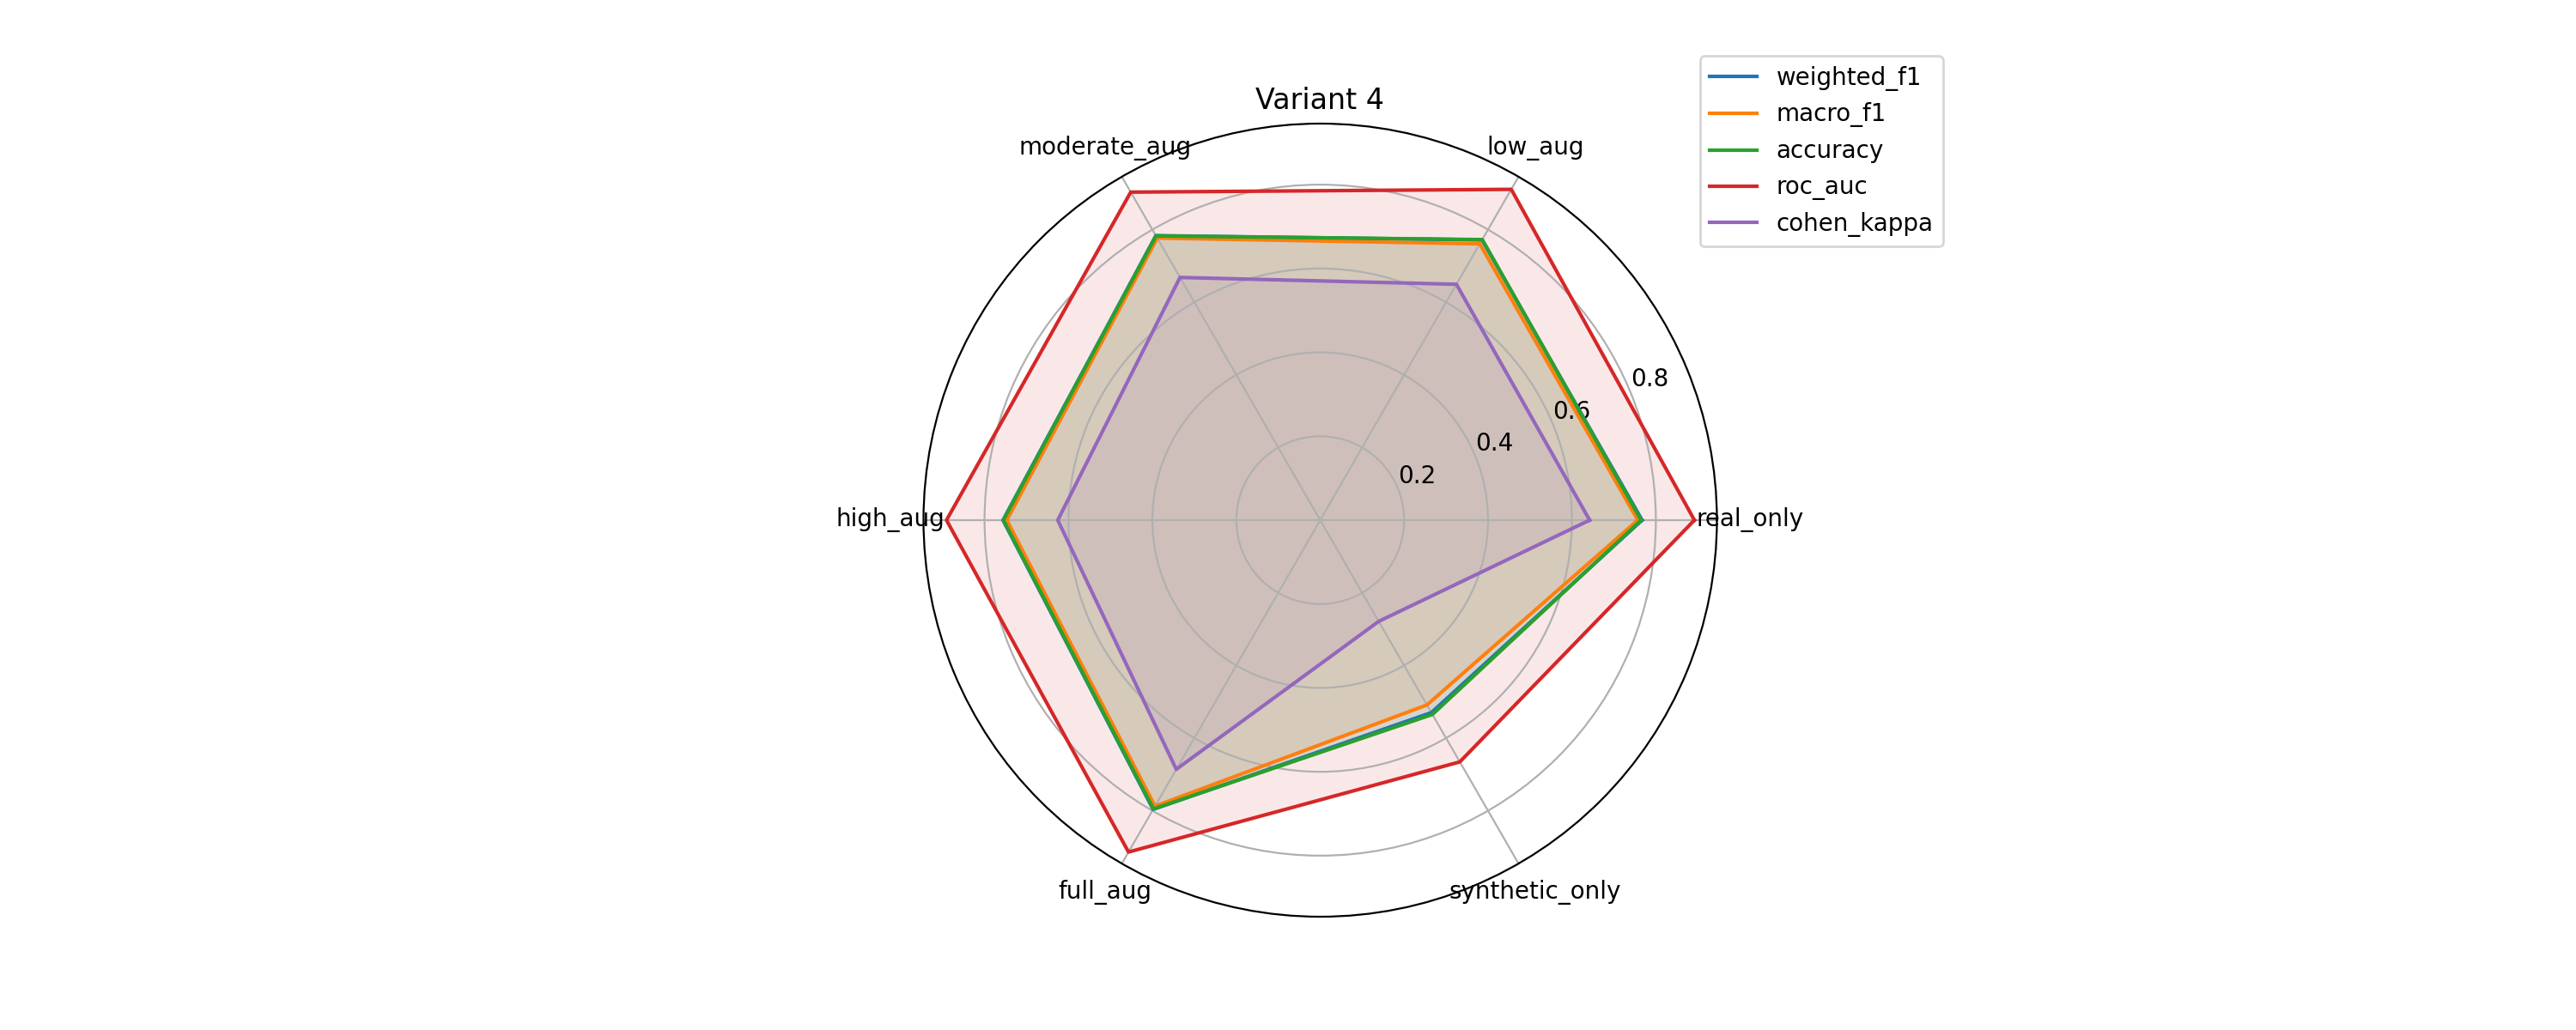 Variant 4
weighted_f1
macro_f1
accuracy
roc_auc
cohen_kappa
moderate_aug
low_aug
0.8
0.6
0.4
0.2
high_aug
real_only
full_aug
synthetic_only